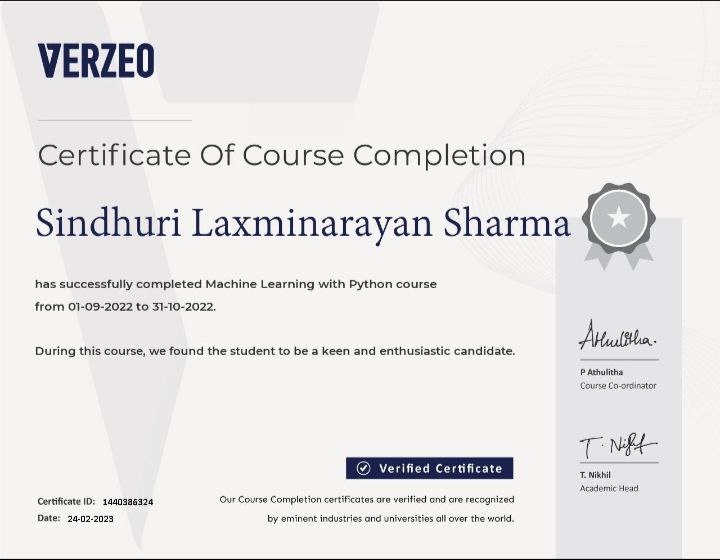 VERZEO
Certificate Of Course Completion
Sindhuri Laxminarayan Sharma
has successfully completed Machine Learning with Python course
from 01-09-2022 to 31-10-2022.
During this course, we found the student to be a keen and enthusiastic candidate.
Athulitha.
P Athulitha
Course Co-ordinator
T. Nikhil
T. Nikhil
Academic Head
Verified Certificate
Certificate ID: 1440386324
Date: 24-02-2023
Our Course Completion certificates are verified and are recognized
by eminent industries and universities all over the world.